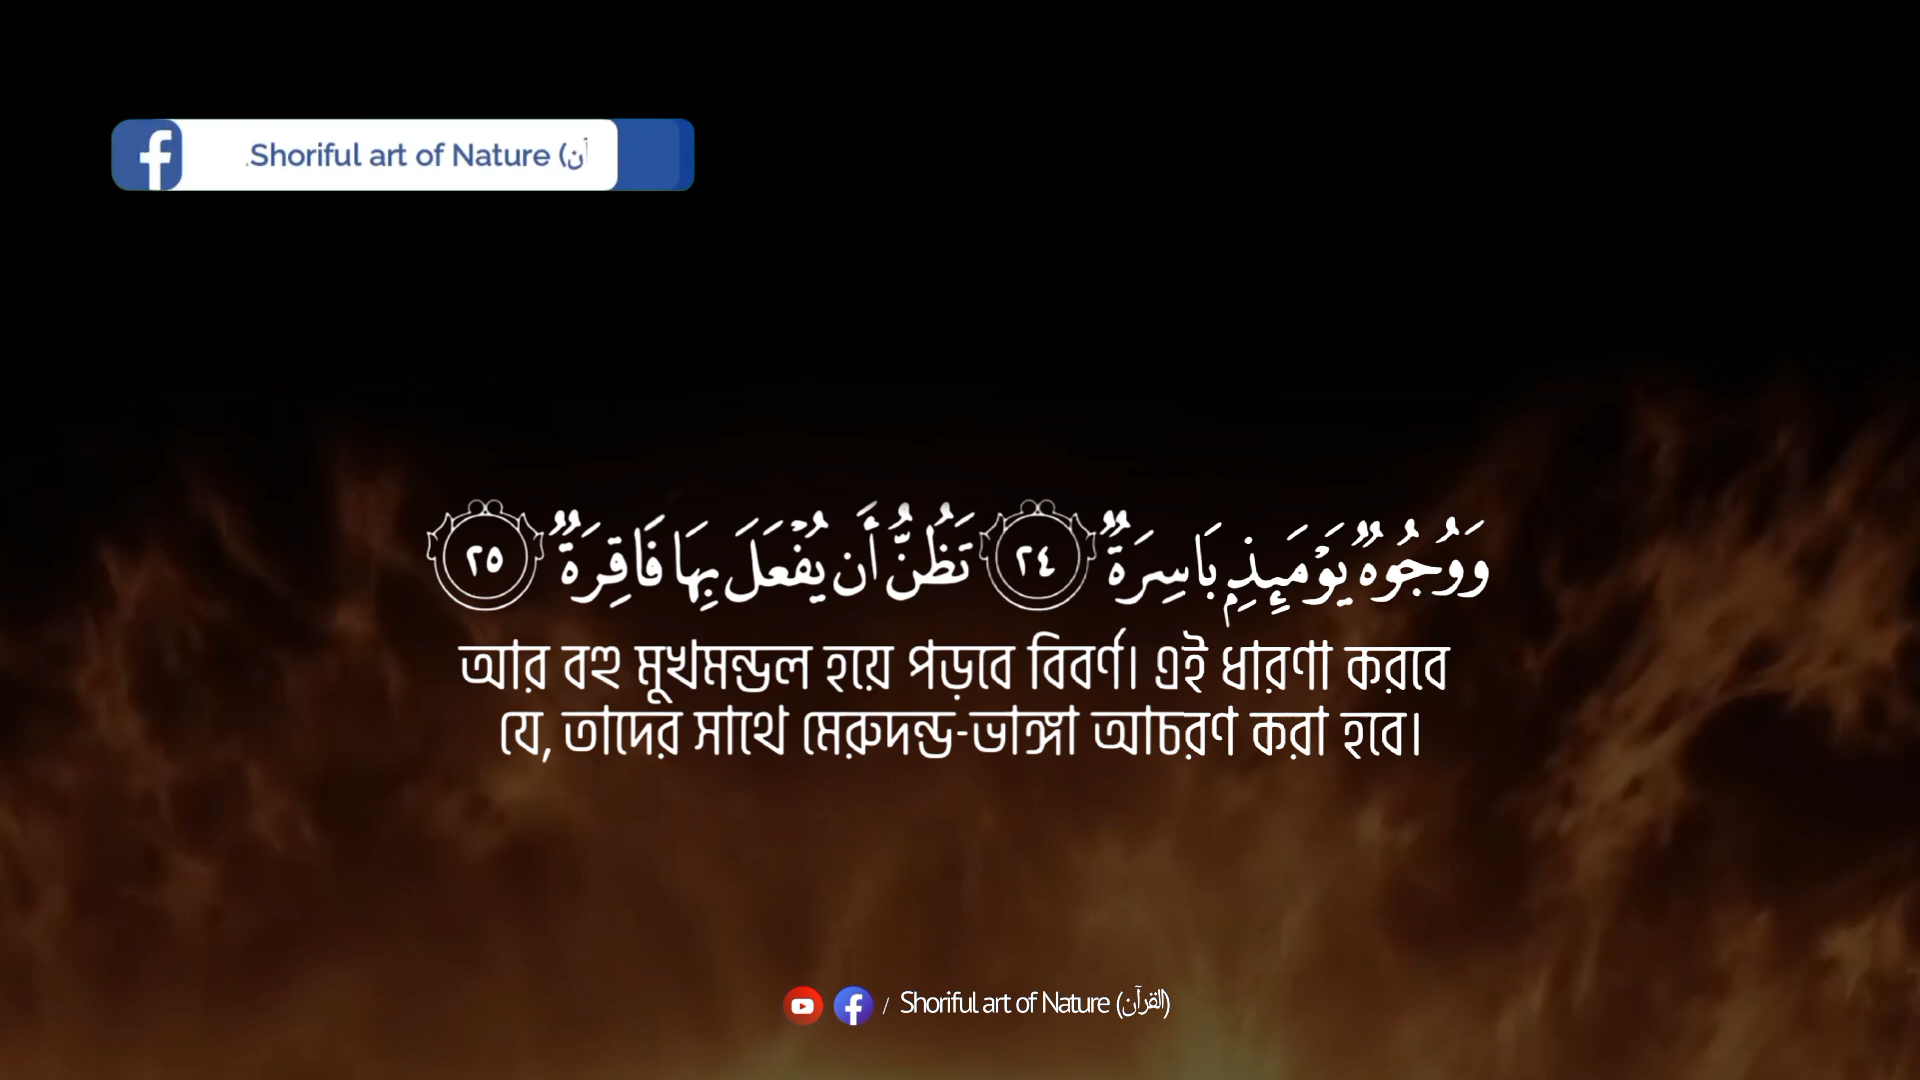 Shoriful art of Nature (أن
وَوُجُوهٌ يَوْمَئِذٍۭ بَاسِرَةٌ ٢٤ تَظُنُّ أَن يُفْعَلَ بِهَا فَاقِرَةٌ ٢٥
আর বহু মূখমন্ডল হয়ে পড়বে বিবর্ণ। এই ধারণা করবে
যে, তাদের সাথে মেরুদন্ড-ভাঙ্গা আচরণ করা হবে।
/ Shoriful art of Nature (القرآن)